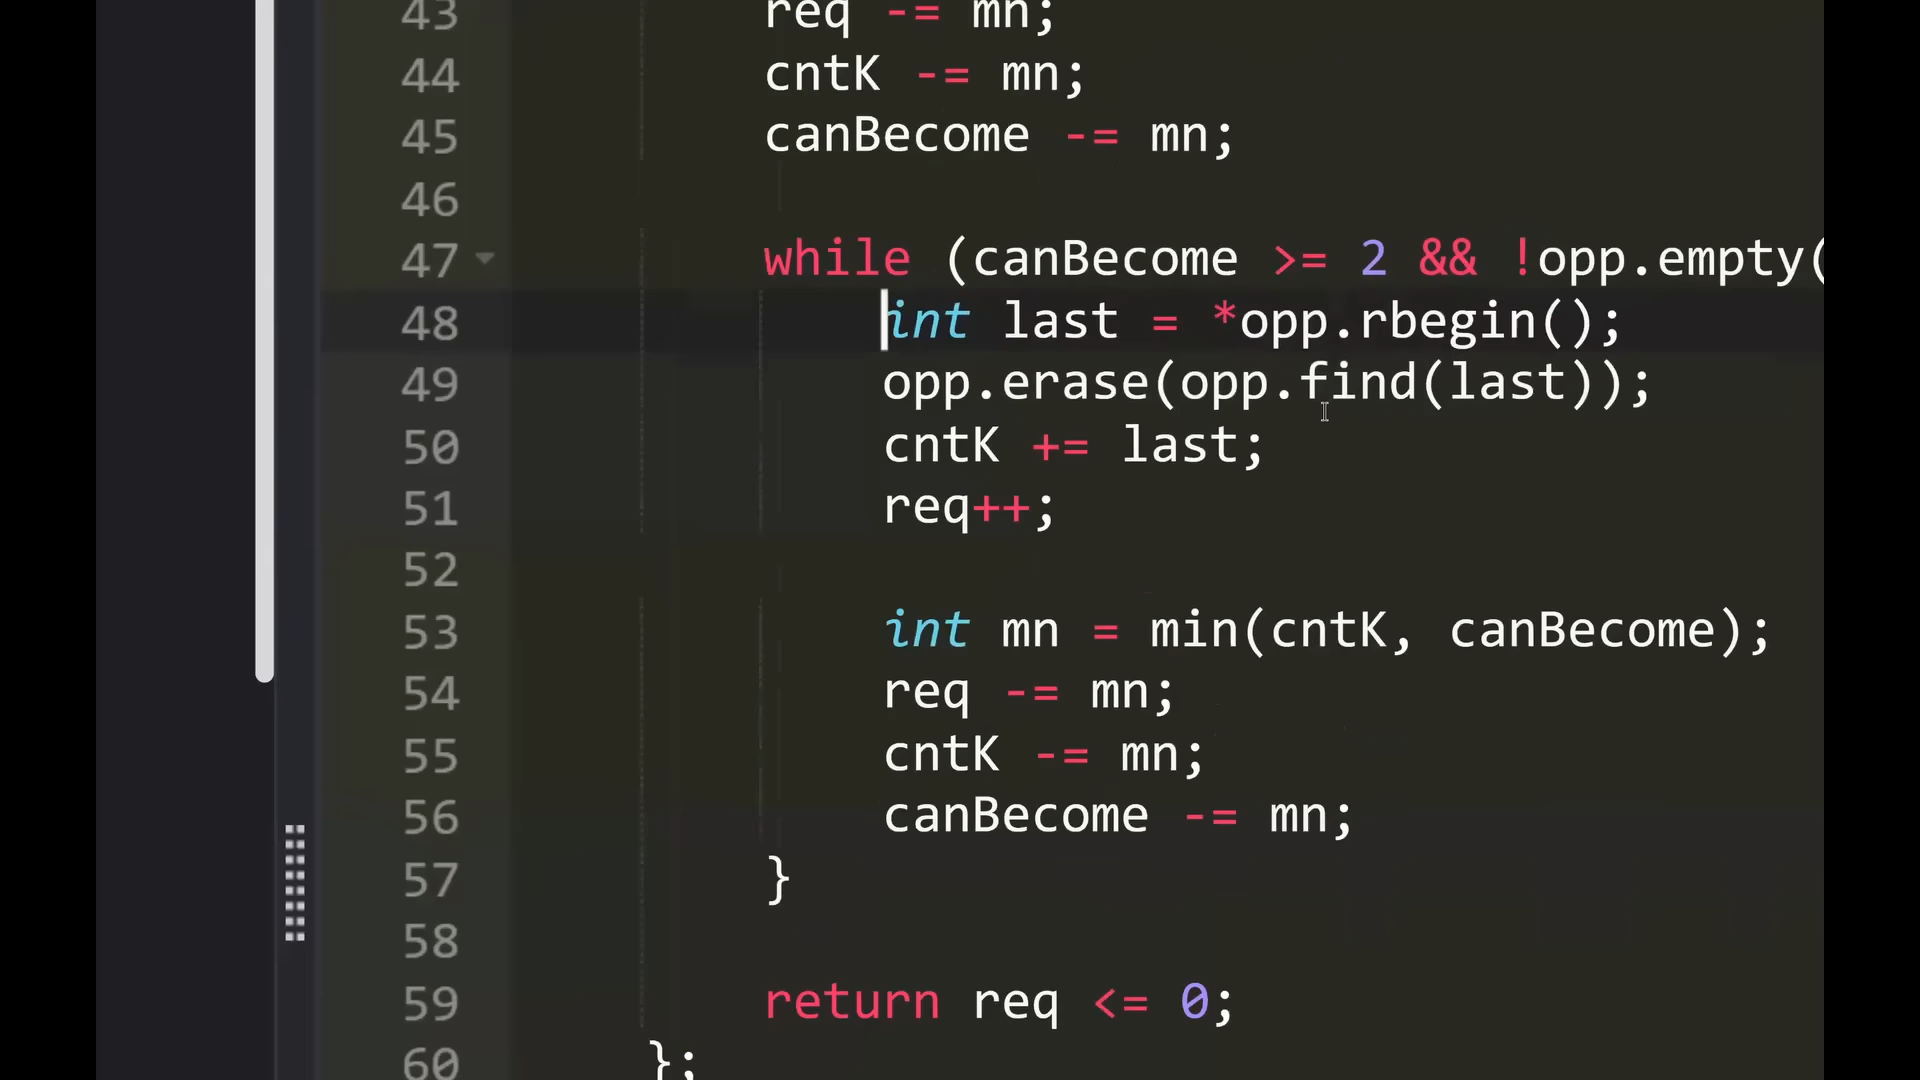 43 req -= mn;
44 cntK -= mn;
45 canBecome -= mn;
46
47 while (canBecome >= 2 && !opp.empty(
48 int last = *opp.rbegin();
49 opp.erase(opp.find(last));
50 cntK += last;
51 req++;
52
53 int mn = min(cntK, canBecome);
54 req -= mn;
55 cntK -= mn;
56 canBecome -= mn;
57 }
58
59 return req <= 0;
60 };